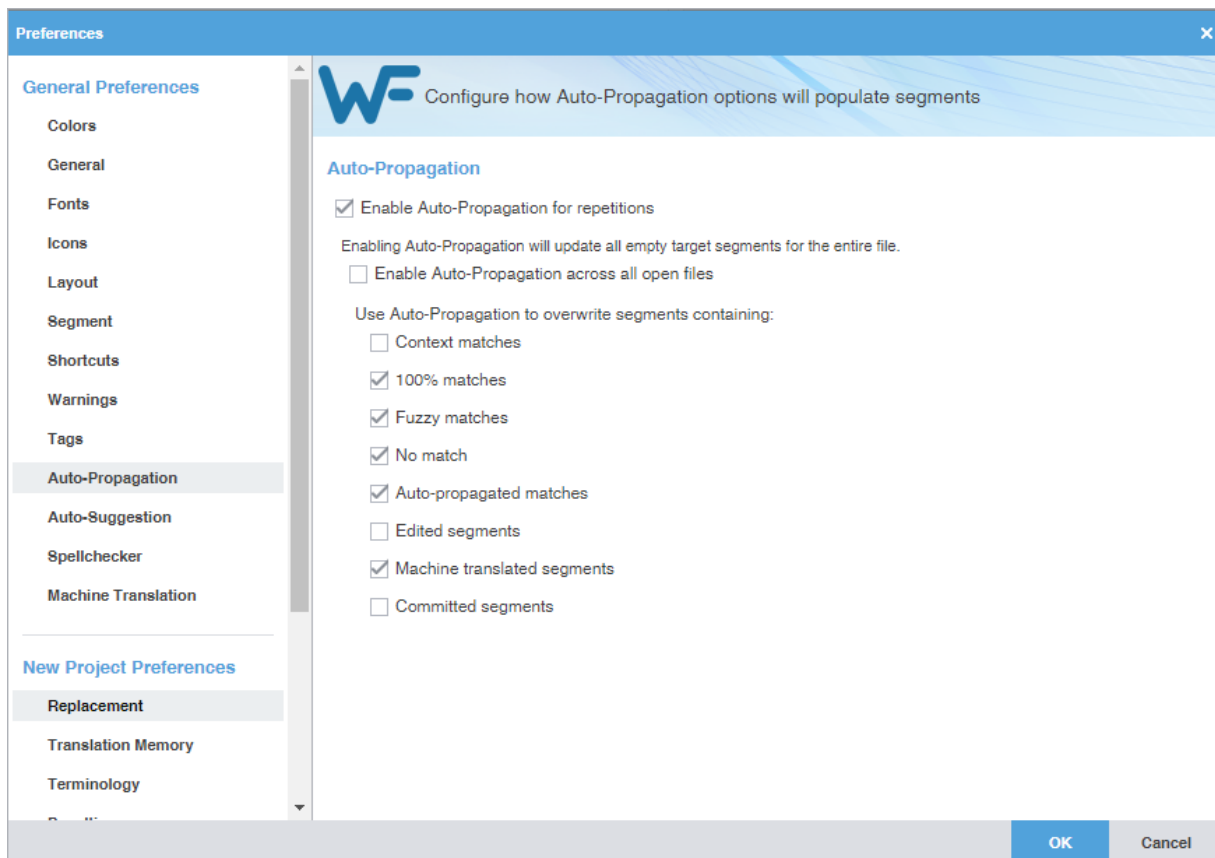 Preferences
General Preferences
Colors
General
Fonts
Icons
Layout
Segment
Shortcuts
Warnings
Tags
Auto-Propagation
Auto-Suggestion
Spellchecker
Machine Translation
New Project Preferences
Replacement
Translation Memory
Terminology
WF
Configure how Auto-Propagation options will populate segments
Auto-Propagation
Enable Auto-Propagation for repetitions
Enabling Auto-Propagation will update all empty target segments for the entire file.
Enable Auto-Propagation across all open files
Use Auto-Propagation to overwrite segments containing:
Context matches
100% matches
Fuzzy matches
No match
Auto-propagated matches
Edited segments
Machine translated segments
Committed segments
OK
Cancel